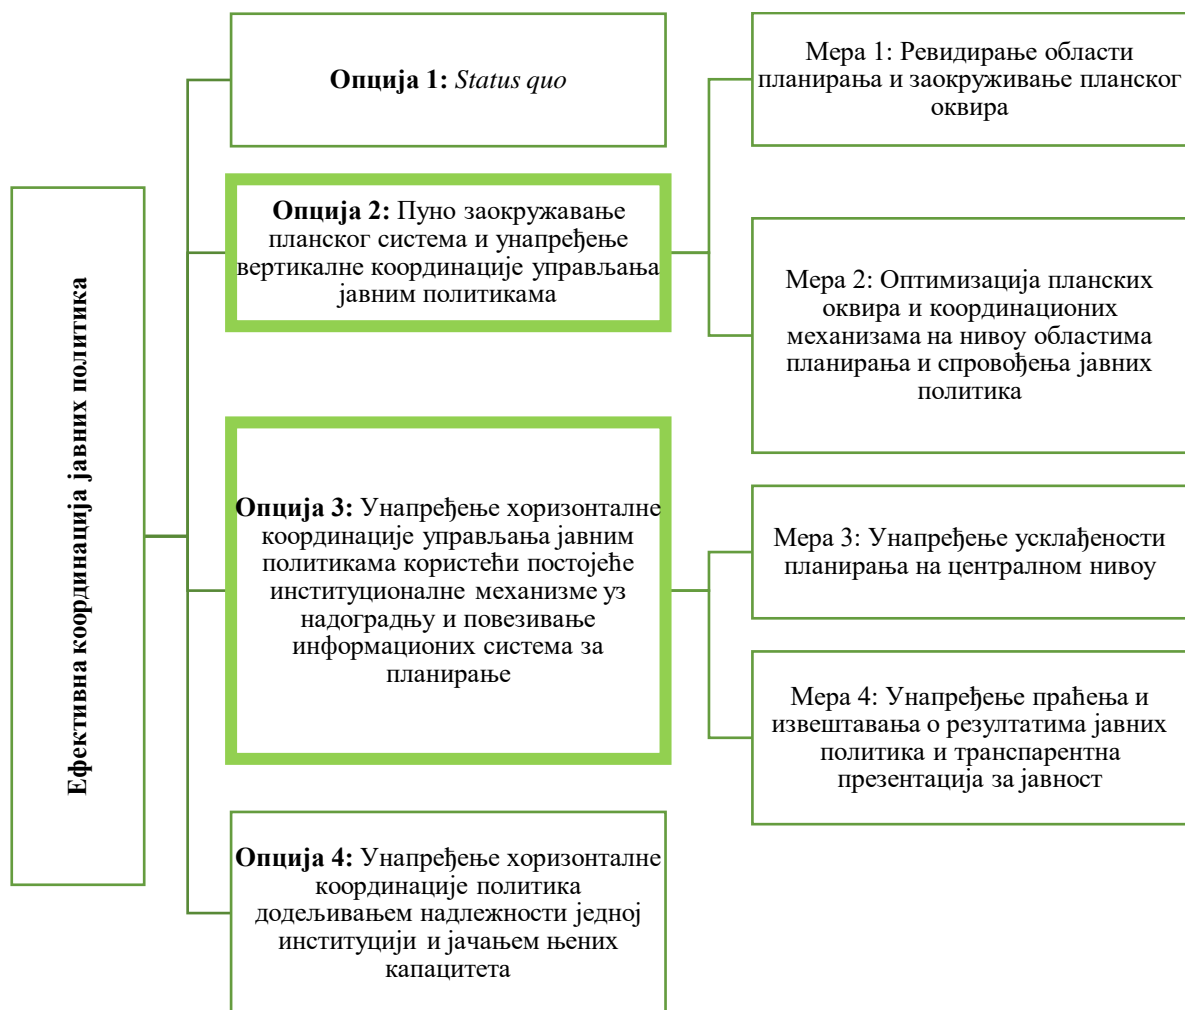 Ефективна координација јавних политика
Опција 1: Status quo
Опција 2: Пуно заокружавање
планског система и унапређење
вертикалне координације управљања
јавним политикама
Мера 1: Ревидирање области
планирања и заокруживање планског
оквира
Мера 2: Оптимизација планских
оквира и координационих
механизама на нивоу областима
планирања и спровођења јавних
политика
Опција 3: Унапређење хоризонталне
координације управљања јавним
политикама користећи постојеће
институционалне механизме уз
надоградњу и повезивање
информационих система за
планирање
Мера 3: Унапређење усклађености
планирања на централном нивоу
Мера 4: Унапређење праћења и
извештавања о резултатима јавних
политика и транспарентна
презентација за јавност
Опција 4: Унапређење хоризонталне
координације политика
додељивањем надлежности једној
институцији и јачањем њених
капацитета